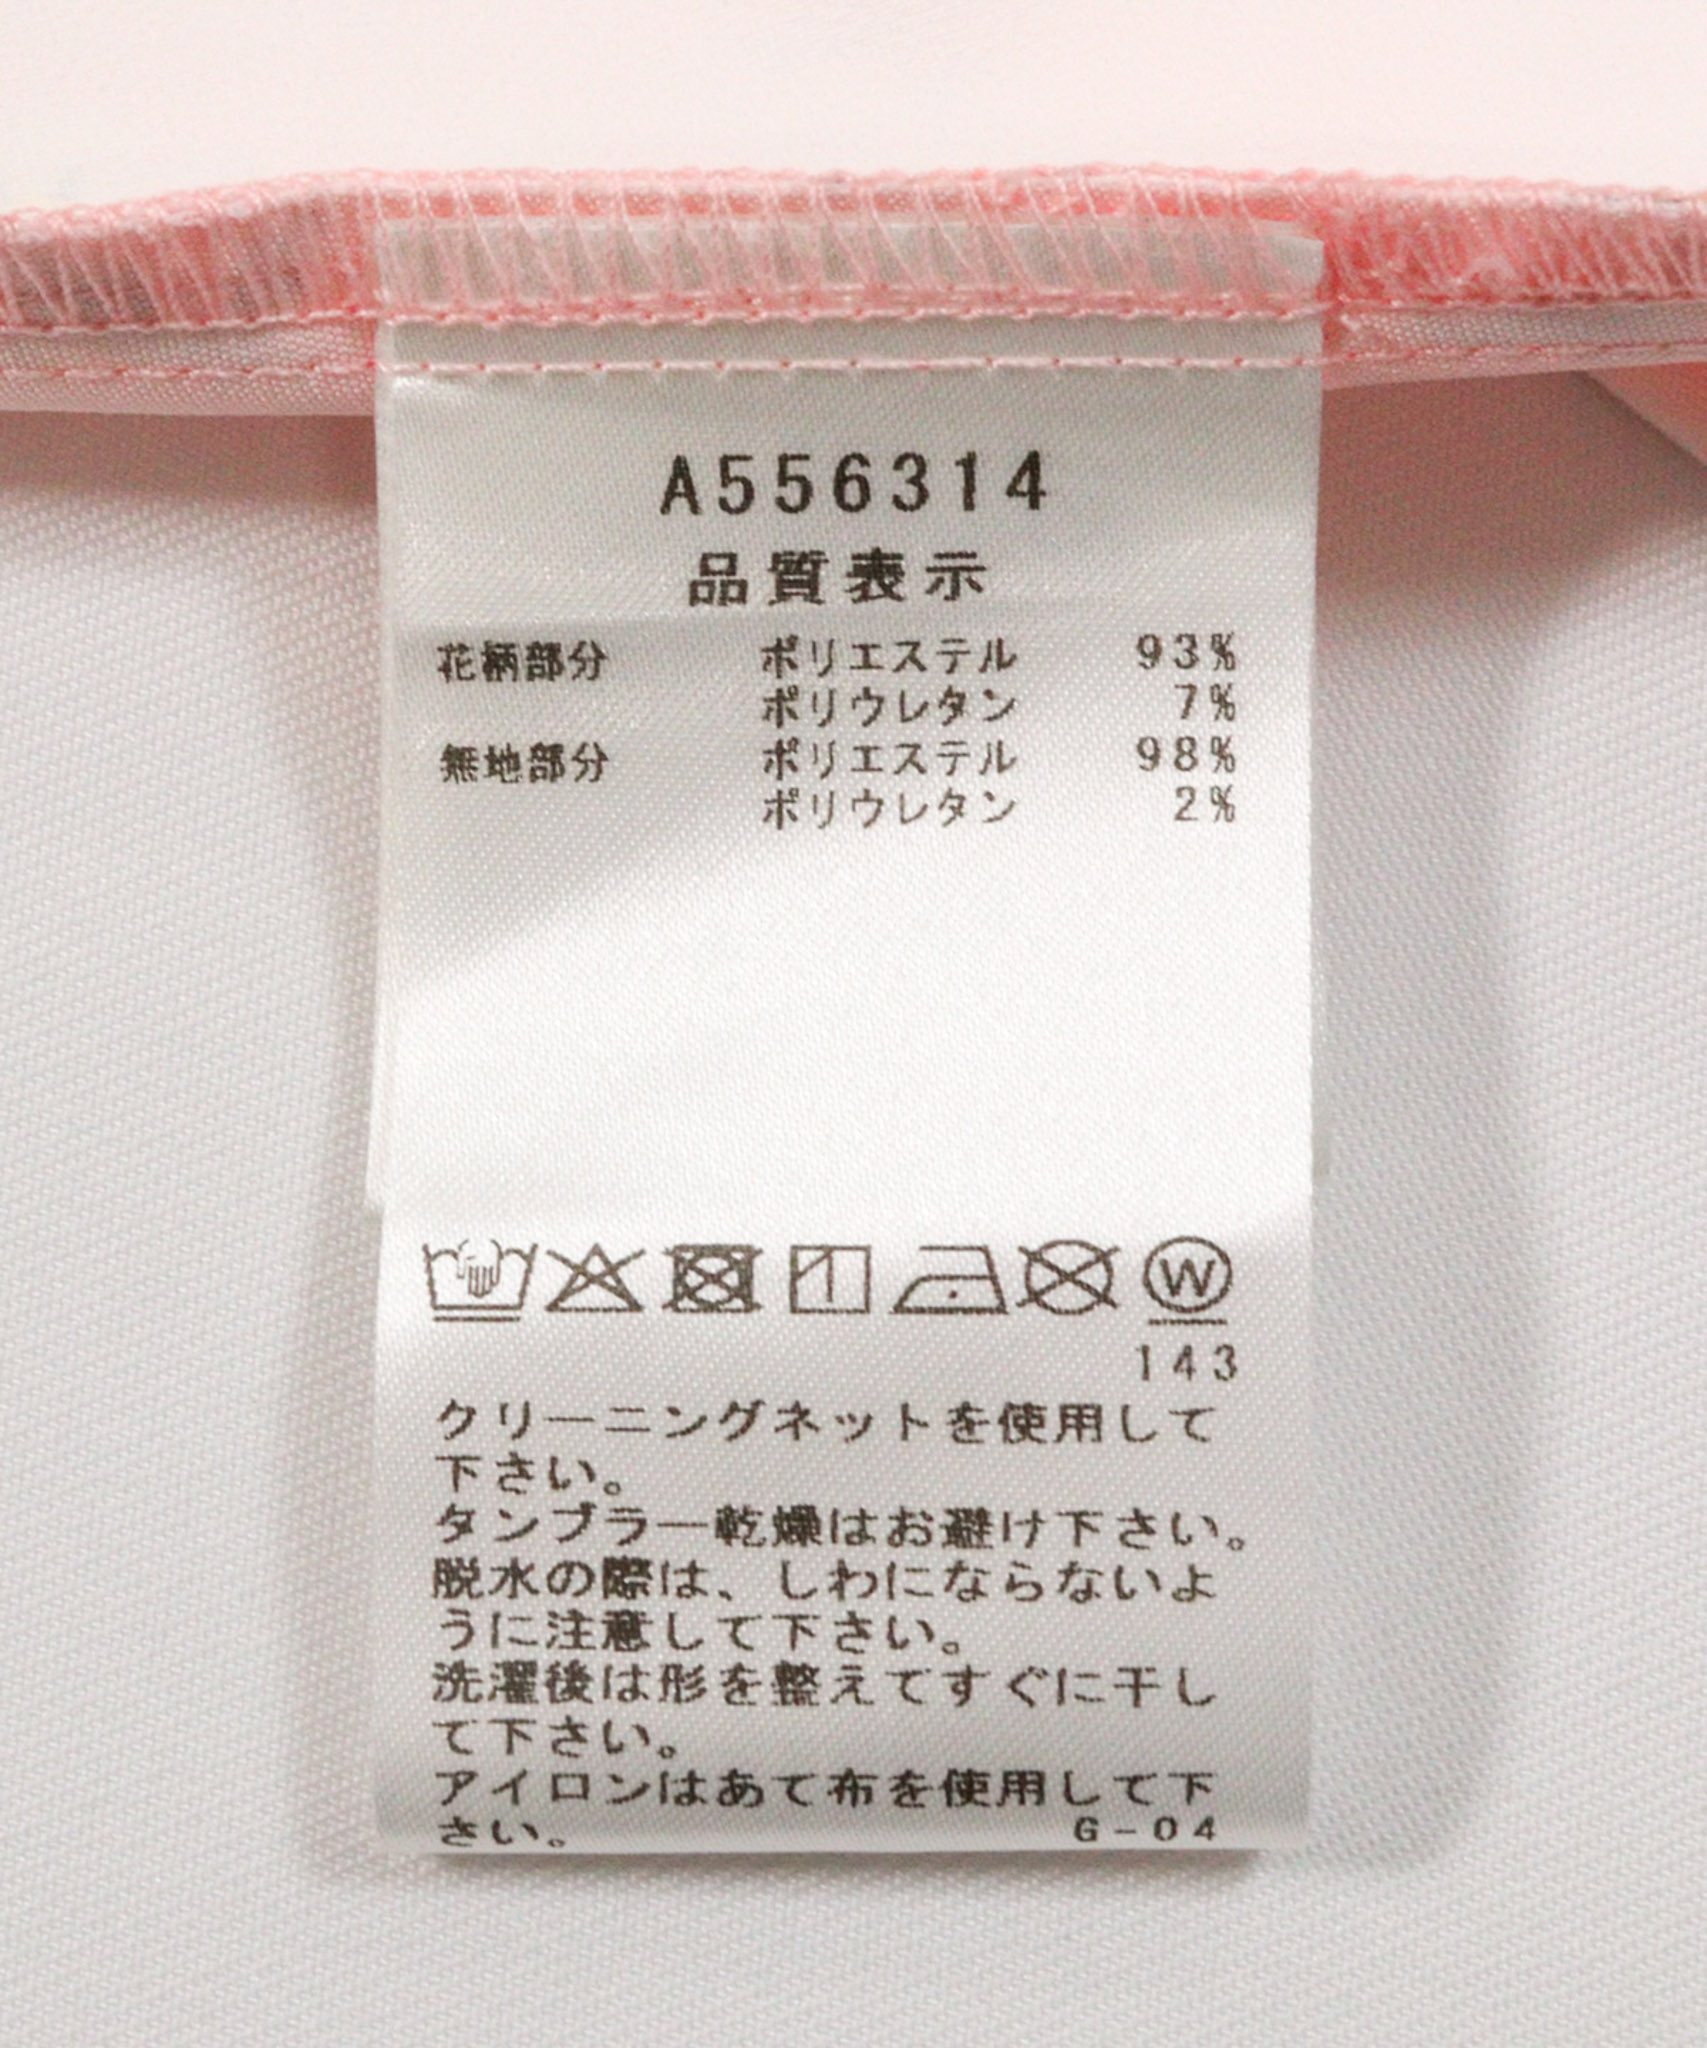 A556314
品質表示
花柄部分 ポリエステル 93%
ポリウレタン 7%
無地部分 ポリエステル 98%
ポリウレタン 2%
W
143
クリーニングネットを使用して
下さい。
タンブラー乾燥はお避け下さい。
脱水の際は、しわにならないよ
うに注意して下さい。
洗濯後は形を整えてすぐに干し
て下さい。
アイロンはあて布を使用して下
さい。 G-04